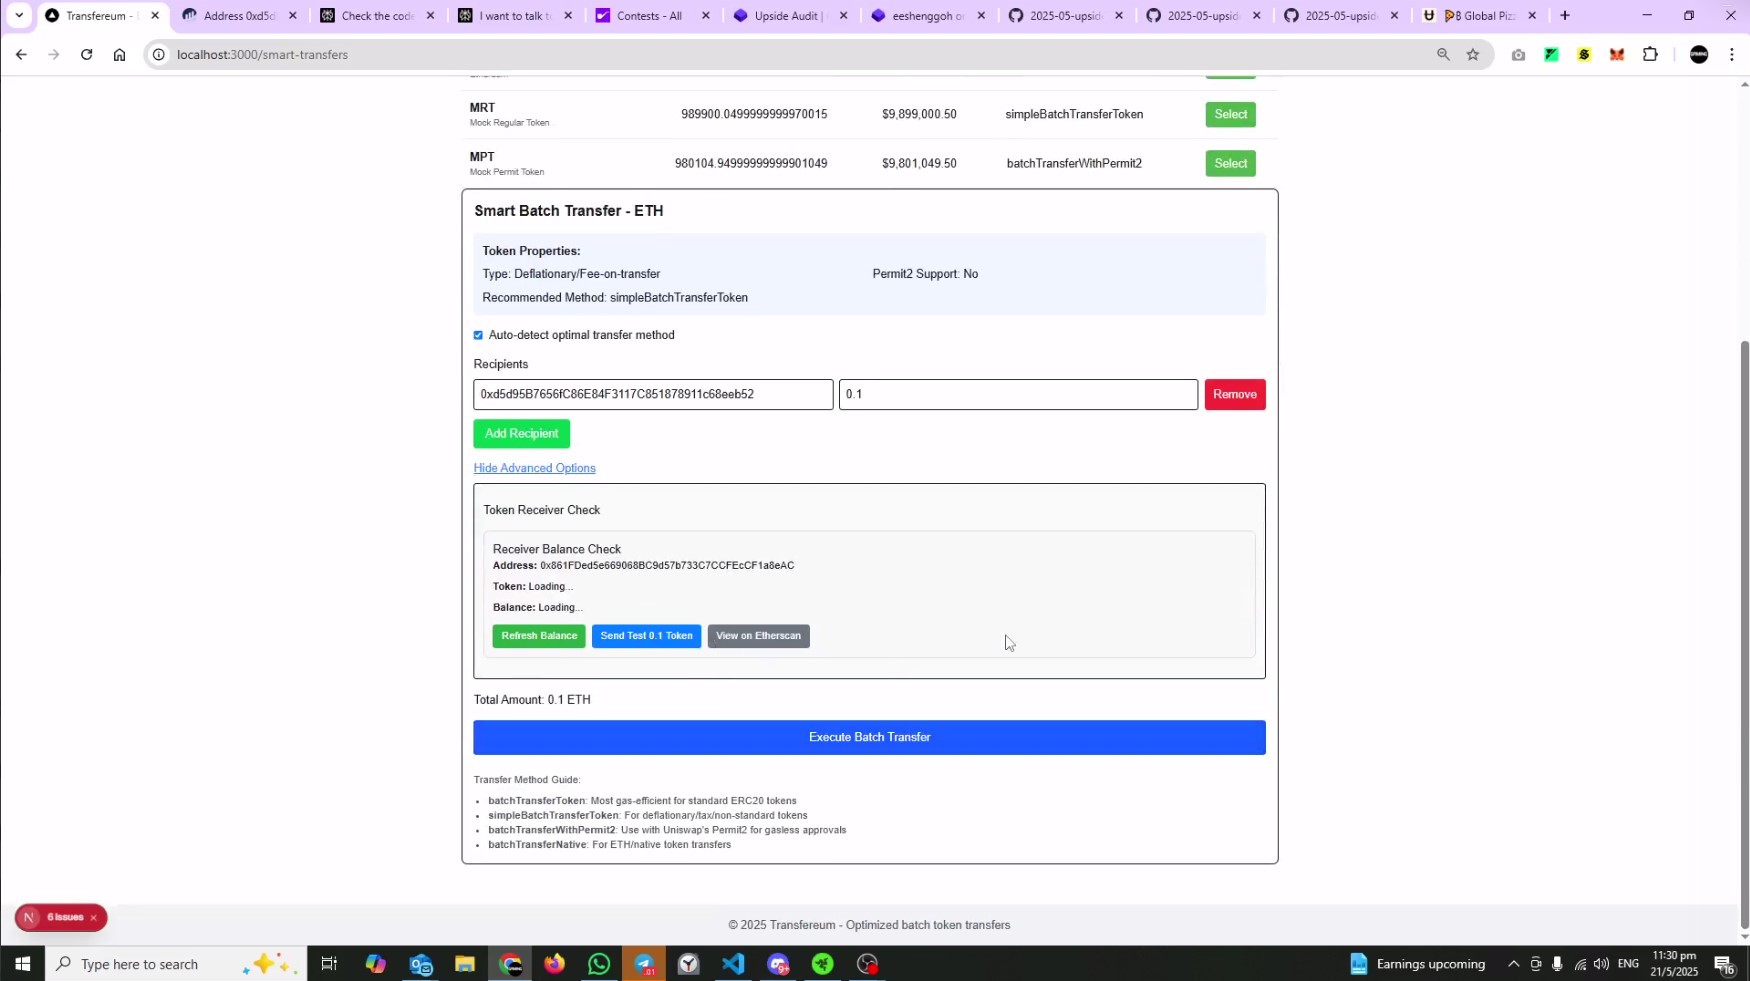 Transfereum -
Address 0xd5d
Check the code
I want to talk t
Contests - All
Upside Audit |
eeshenggoh o
2025-05-upsid
2025-05-upsid
2025-05-upsid
₿ Global Pizz
localhost:3000/smart-transfers
MRT
Mock Regular Token
989900.0499999999970015
$9,899,000.50
simpleBatchTransferToken
Select
MPT
Mock Permit Token
980104.94999999999901049
$9,801,049.50
batchTransferWithPermit2
Select
Smart Batch Transfer - ETH
Token Properties:
Type: Deflationary/Fee-on-transfer
Permit2 Support: No
Recommended Method: simpleBatchTransferToken
Auto-detect optimal transfer method
Recipients
0xd5d95B7656fC86E84F3117C851878911c68eeb52
0.1
Remove
Add Recipient
Hide Advanced Options
Token Receiver Check
Receiver Balance Check
Address: 0x861FDed5e669068BC9d57b733C7CCFEcCF1a8eAC
Token: Loading...
Balance: Loading...
Refresh Balance
Send Test 0.1 Token
View on Etherscan
Total Amount: 0.1 ETH
Execute Batch Transfer
Transfer Method Guide:
• batchTransferToken: Most gas-efficient for standard ERC20 tokens
• simpleBatchTransferToken: For deflationary/tax/non-standard tokens
• batchTransferWithPermit2: Use with Uniswap's Permit2 for gasless approvals
• batchTransferNative: For ETH/native token transfers
N 6 Issues ×
© 2025 Transfereum - Optimized batch token transfers
Type here to search
Earnings upcoming
ENG
11:30 pm
21/5/2025
16